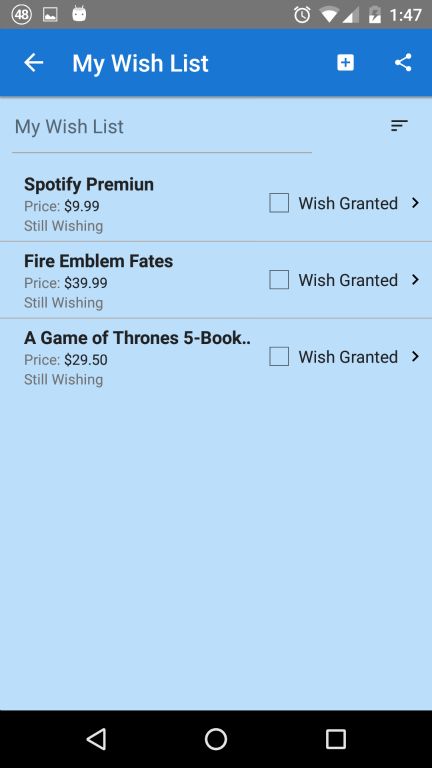 48
1:47
My Wish List
My Wish List
Spotify Premiun
Price: $9.99
Still Wishing
Wish Granted
Fire Emblem Fates
Price: $39.99
Still Wishing
Wish Granted
A Game of Thrones 5-Book..
Price: $29.50
Still Wishing
Wish Granted